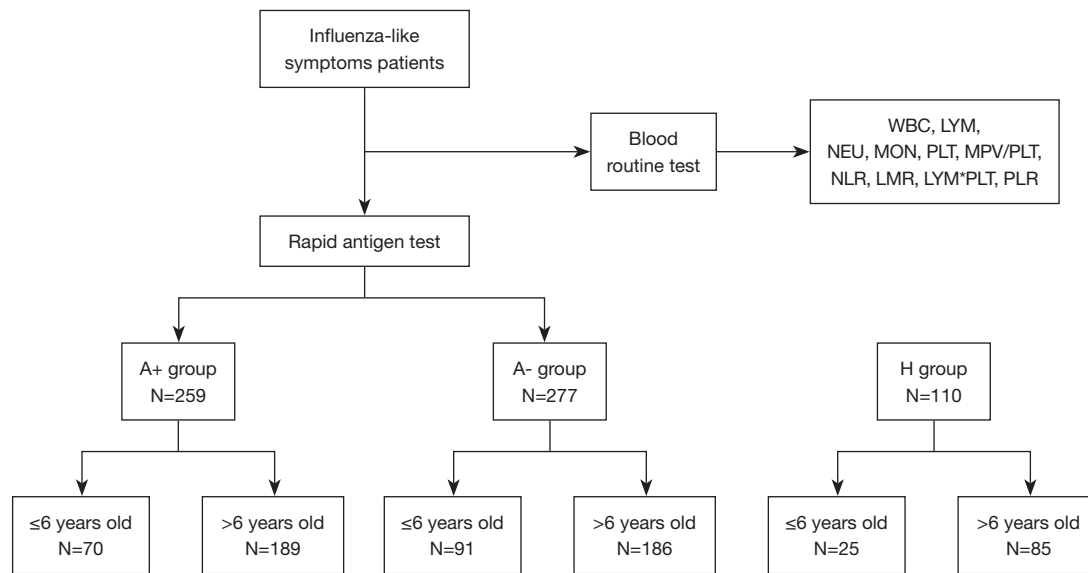 Influenza-like
symptoms patients
Blood
routine test
WBC, LYM,
NEU, MON, PLT, MPV/PLT,
NLR, LMR, LYM*PLT, PLR
Rapid antigen test
A+ group
N=259
A- group
N=277
H group
N=110
≤6 years old
N=70
>6 years old
N=189
≤6 years old
N=91
>6 years old
N=186
≤6 years old
N=25
>6 years old
N=85